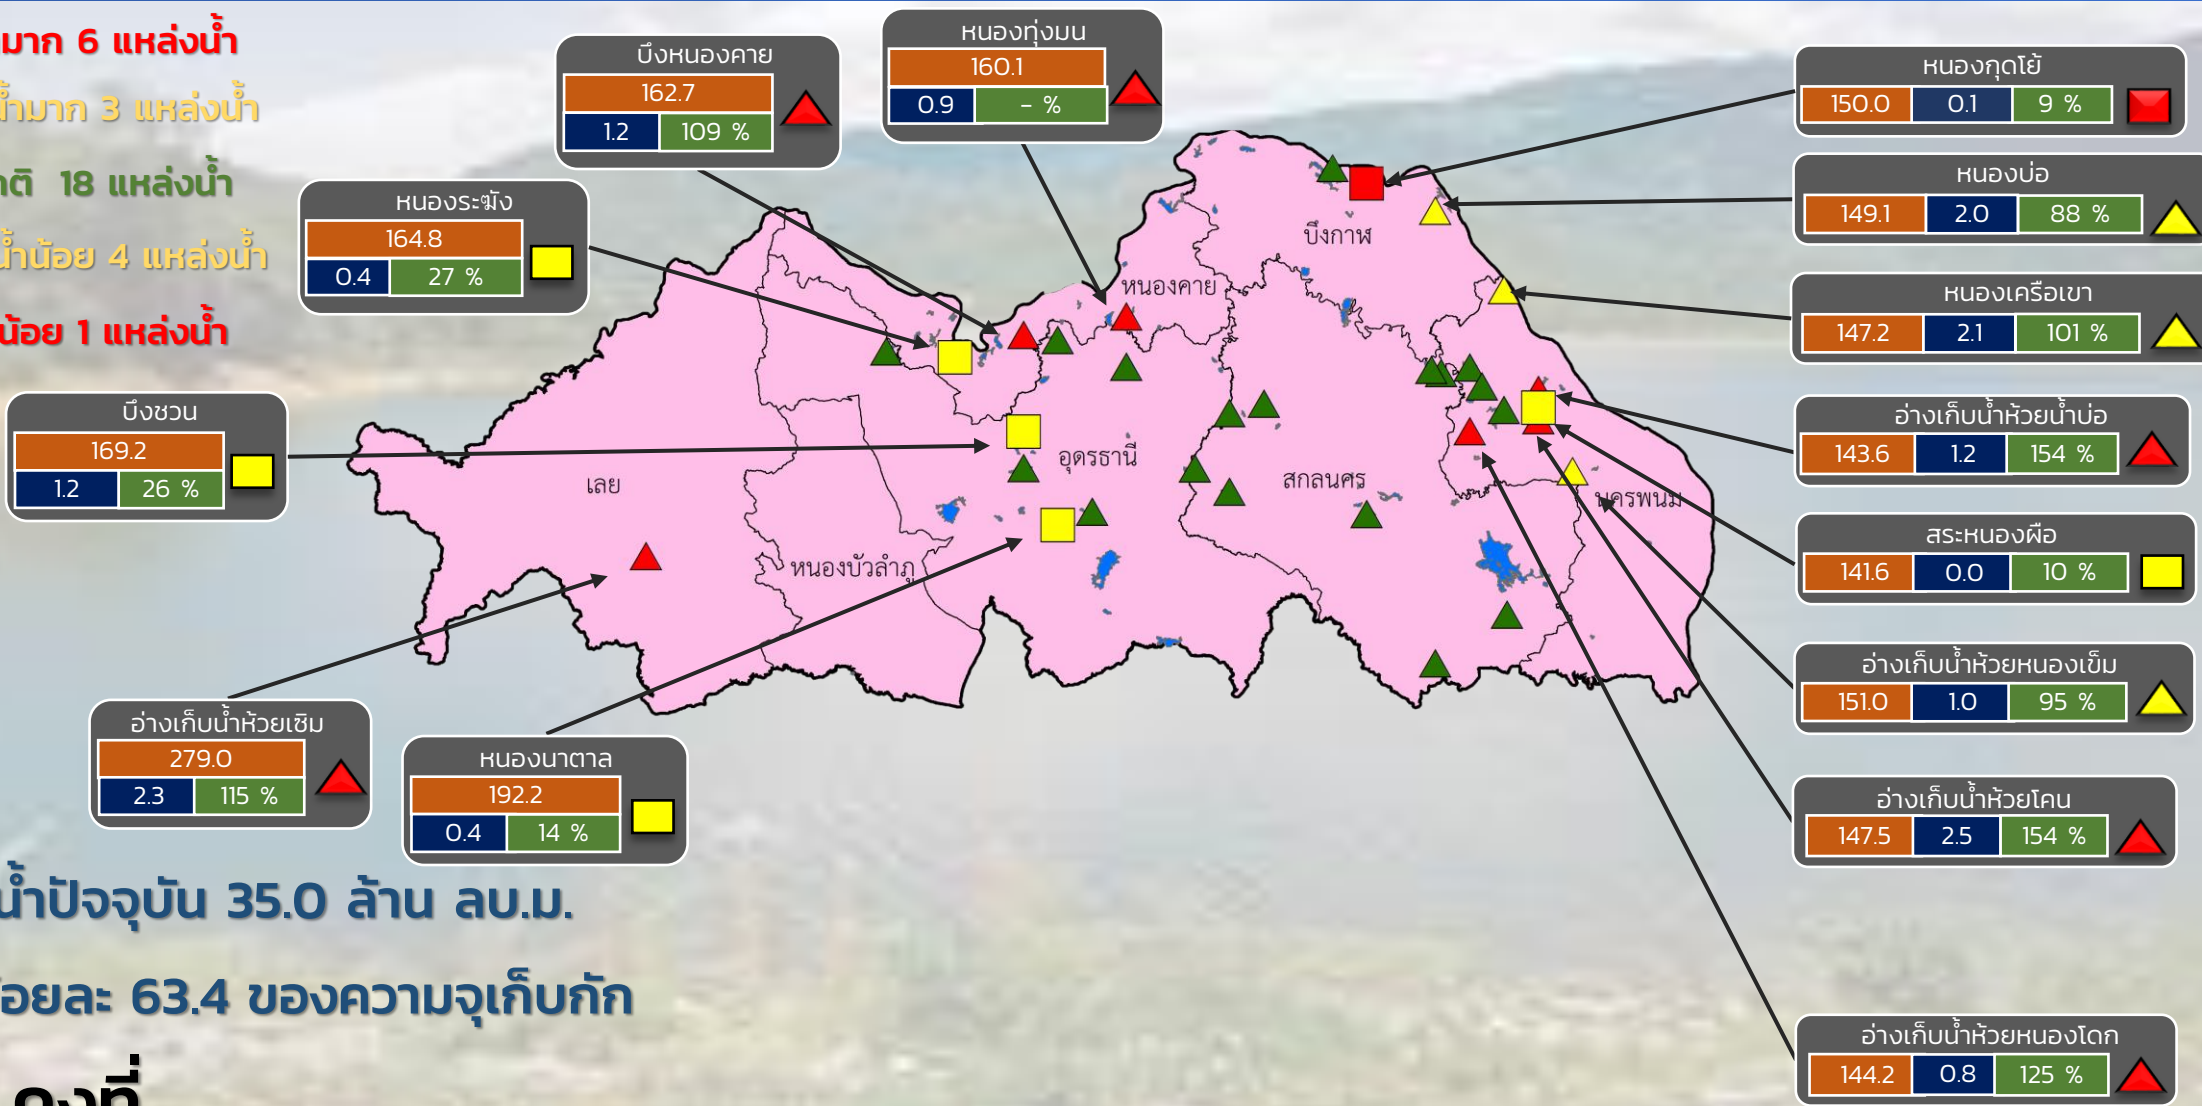 มาก 6 แหล่งน้ำ
น้ำมาก 3 แหล่งน้ำ
18 แหล่งน้ำ
น้ำน้อย 4 แหล่งน้ำ
น้อย 1 แหล่งน้ำ
บึงหนองคาย
162.7
1.2 109 %
หนองทุ่งมน
160.1
0.9 - %
หนองกุดโย้
150.0 0.1 9 %
หนองบ่อ
149.1 2.0 88 %
หนองระฆัง
164.8
0.4 27 %
หนองเครือเขา
147.2 2.1 101 %
บึงชวน
169.2
1.2 26 %
อ่างเก็บน้ำห้วยน้ำบ่อ
143.6 1.2 154 %
สระหนองผือ
141.6 0.0 10 %
อ่างเก็บน้ำห้วยหนองเข็ม
151.0 1.0 95 %
อ่างเก็บน้ำห้วยโคน
147.5 2.5 154 %
อ่างเก็บน้ำห้วยหนองโดก
144.2 0.8 125 %
อ่างเก็บน้ำห้วยเซิม
279.0
2.3 115 %
หนองนาตาล
192.2
0.4 14 %
บึงกาฬ
หนองคาย
อุดรธานี
สกลนคร
นครพนม
เลย
หนองบัวลำภู
น้ำปัจจุบัน 35.0 ล้าน ลบ.ม.
ร้อยละ 63.4 ของความจุเก็บกัก
คงที่